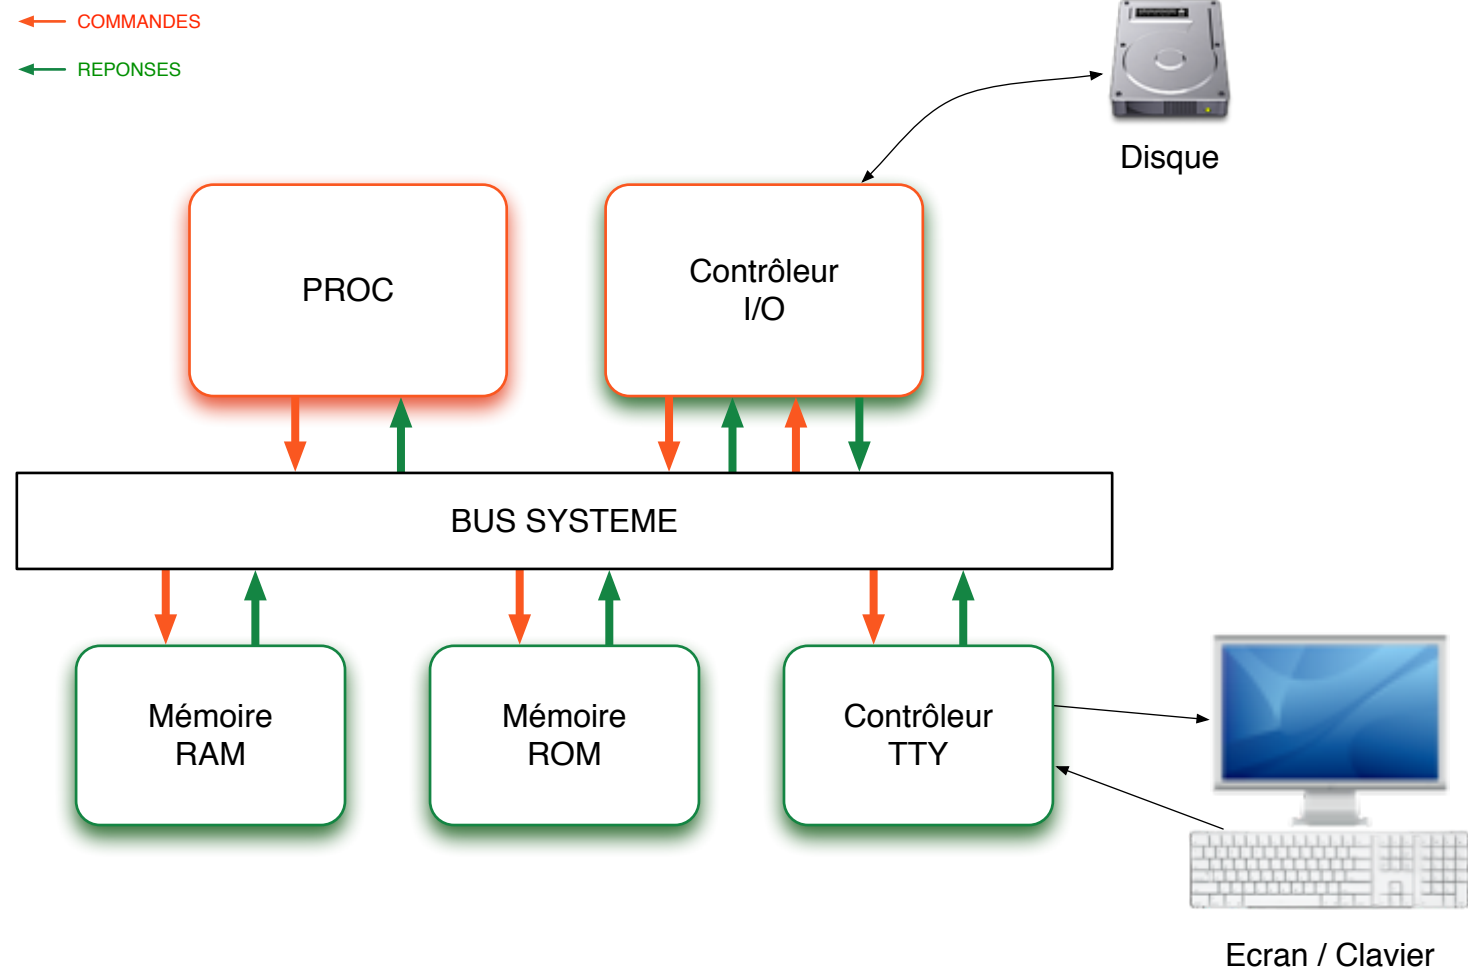 COMMANDES
REPONSES
Disque
PROC
Contrôleur
I/O
BUS SYSTEME
Mémoire
RAM
Mémoire
ROM
Contrôleur
TTY
Ecran / Clavier